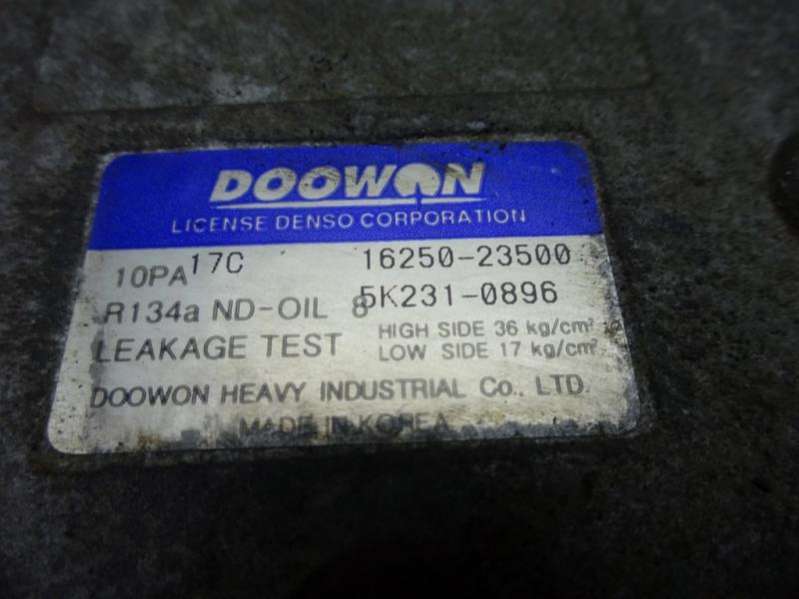 DOOWON
LICENSE DENSO CORPORATION
10PA17C 16250-23500
R134a ND-OIL 8 5K231-0896
LEAKAGE TEST HIGH SIDE 36 kg/cm²
LOW SIDE 17 kg/cm²
DOOWON HEAVY INDUSTRIAL Co., LTD.
MADE IN KOREA